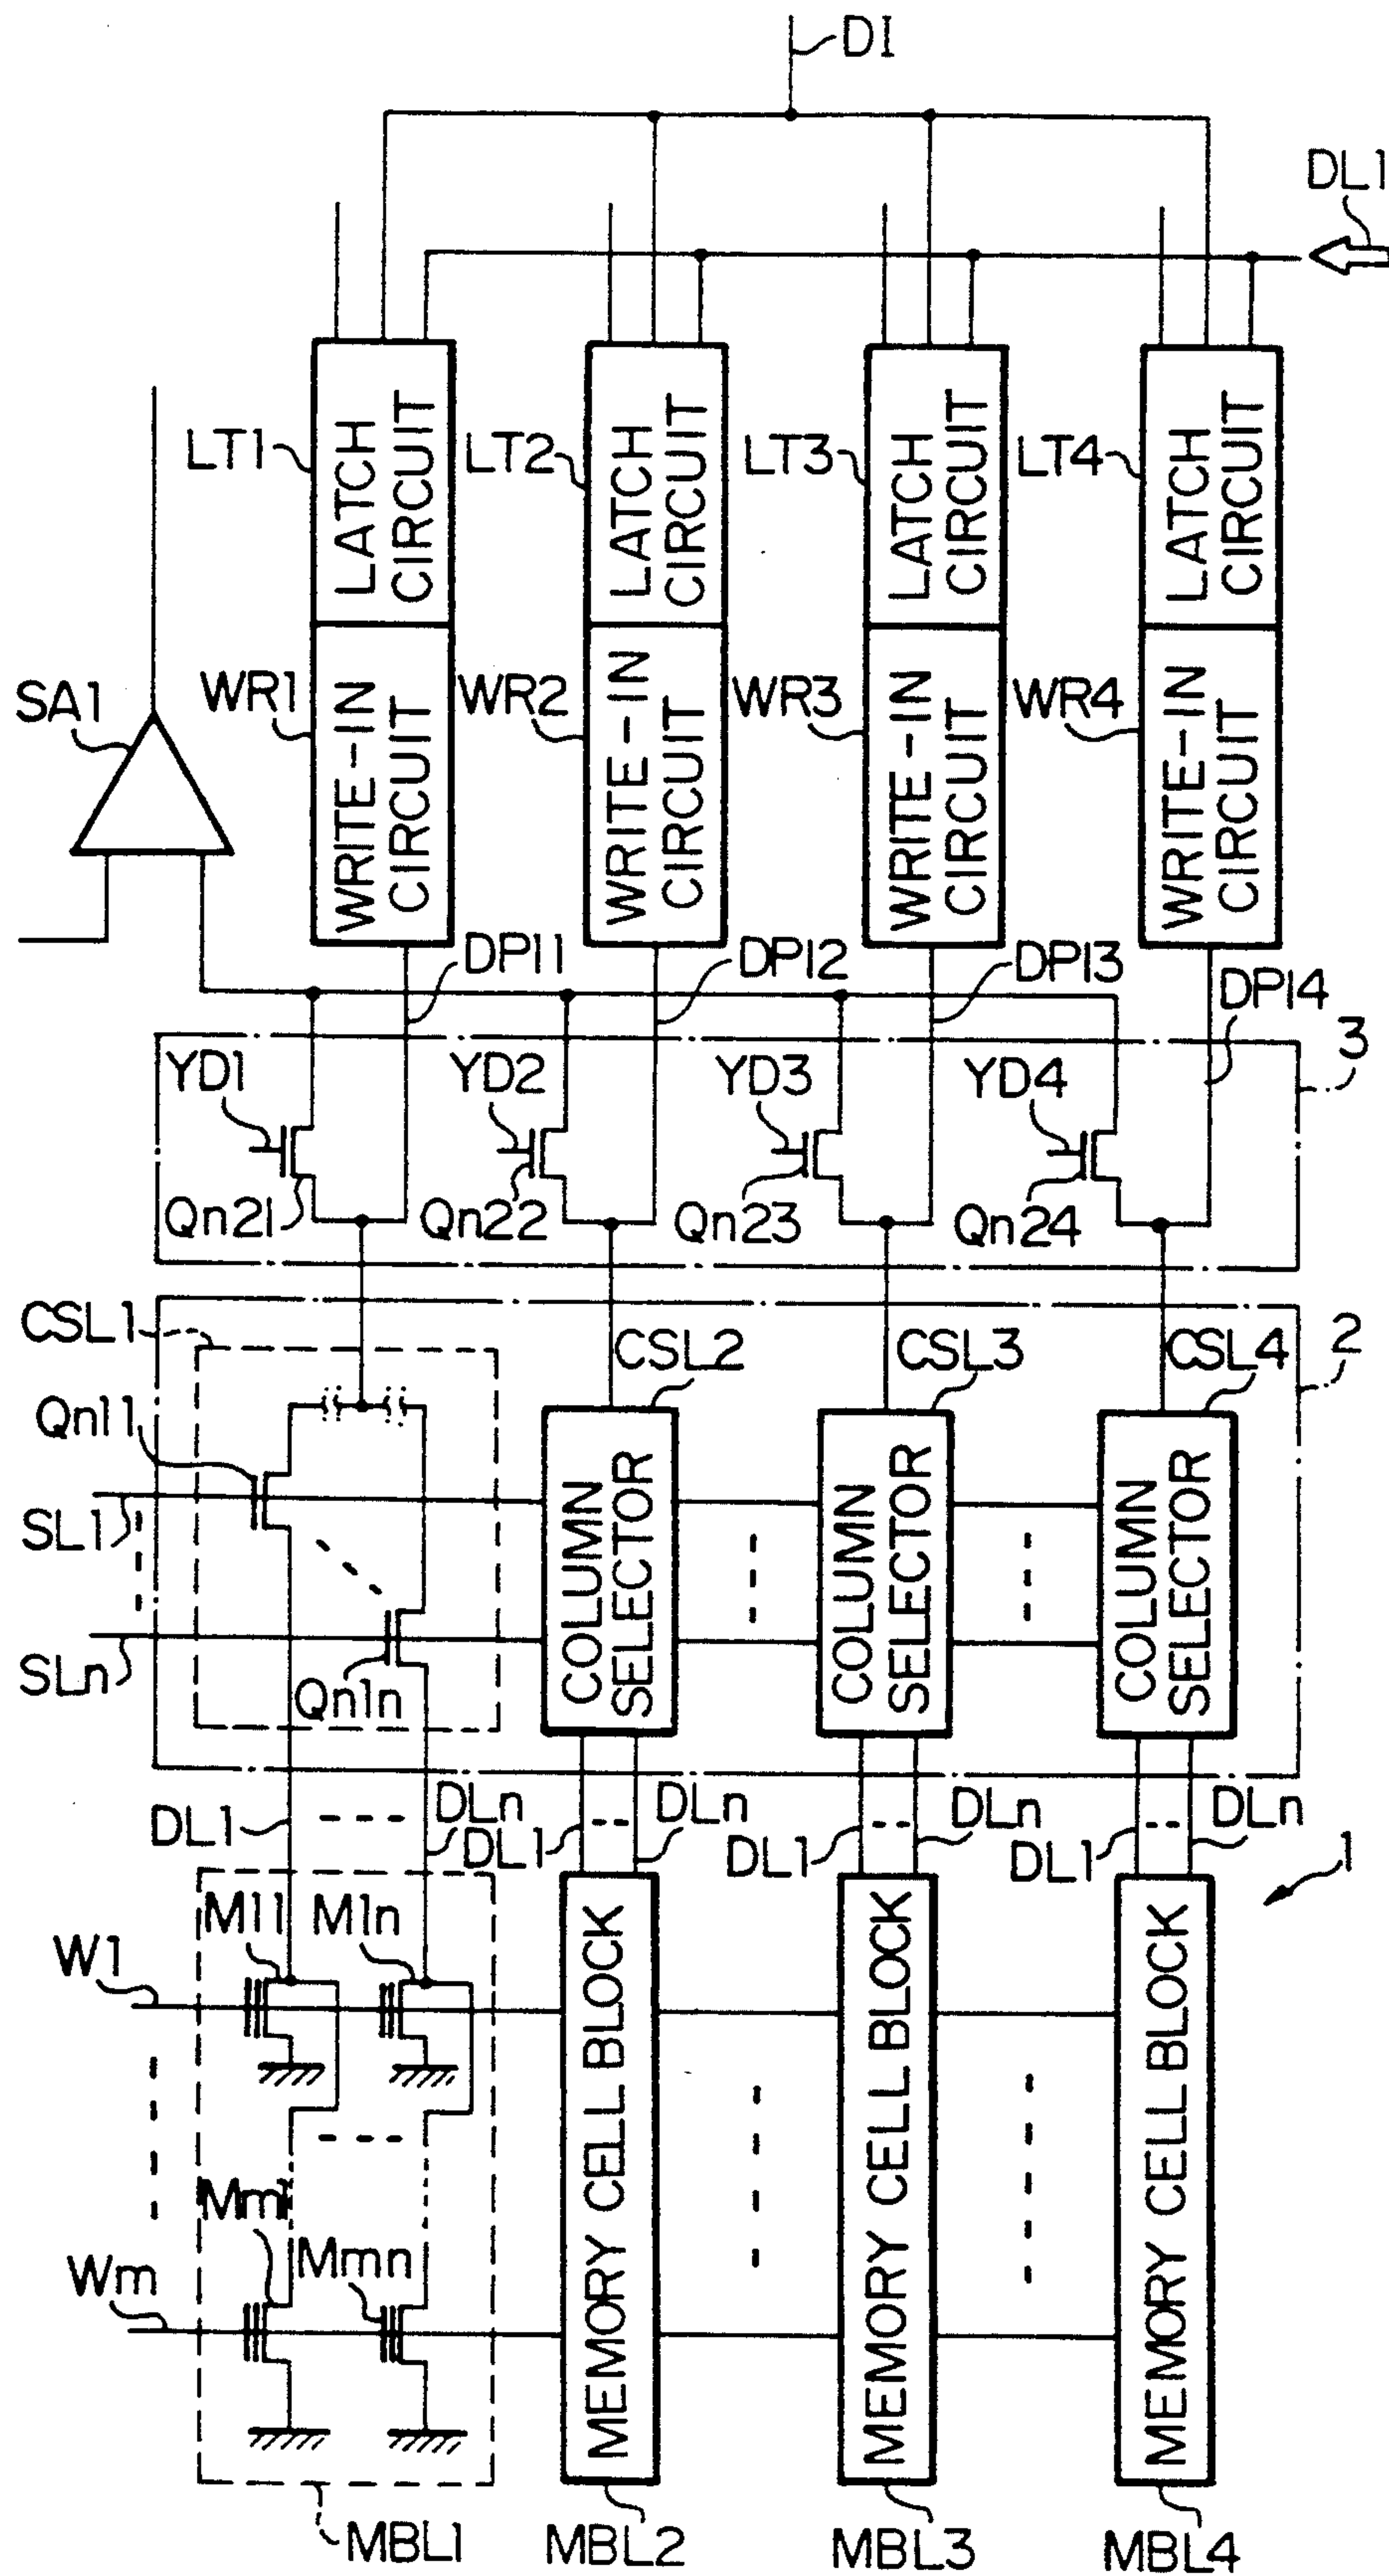 DI
DL1
LT1
LATCH
CIRCUIT
LT2
LATCH
CIRCUIT
LT3
LATCH
CIRCUIT
LT4
LATCH
CIRCUIT
SA1
WR1
WRITE-IN
CIRCUIT
WR2
WRITE-IN
CIRCUIT
WR3
WRITE-IN
CIRCUIT
WR4
WRITE-IN
CIRCUIT
DPI1
DPI2
DPI3
DPI4
3
YD1
YD2
YD3
YD4
Qn21
Qn22
Qn23
Qn24
CSL1
CSL2
CSL3
CSL4
2
Qn11
SL1
SLn
Qn1n
COLUMN
SELECTOR
COLUMN
SELECTOR
COLUMN
SELECTOR
DL1
DLn
DL1
DLn
DL1
DLn
DL1
DLn
1
M11
M1n
W1
Mm1
Mmn
Wm
MEMORY CELL BLOCK
MEMORY CELL BLOCK
MEMORY CELL BLOCK
MBL1
MBL2
MBL3
MBL4